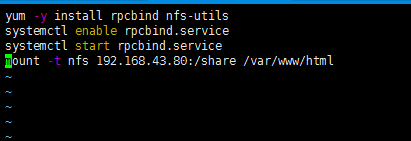 yum -y install rpcbind nfs-utils
systemctl enable rpcbind.service
systemctl start rpcbind.service
mount -t nfs 192.168.43.80:/share /var/www/html
~
~
~
~
~